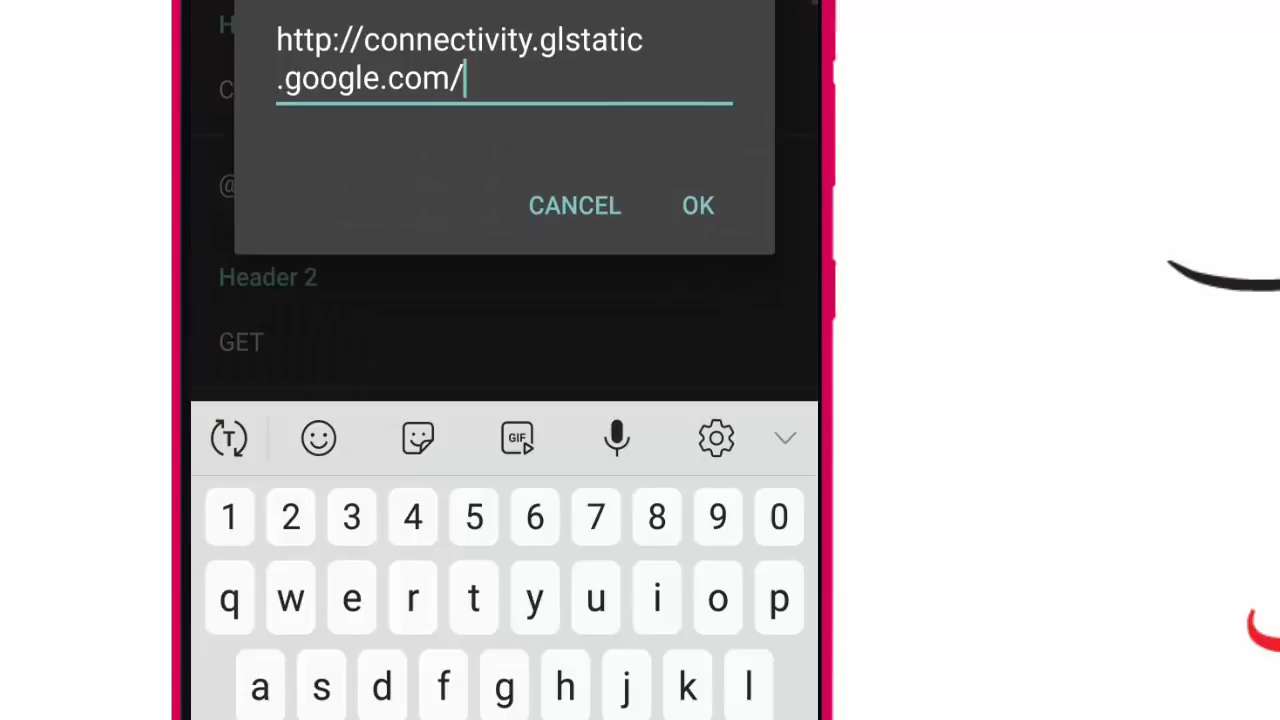 H
http://connectivity.glstatic
.google.com/
C
@
CANCEL OK
Header 2
GET
T GIF
1 2 3 4 5 6 7 8 9 0
q w e r t y u i o p
a s d f g h j k l